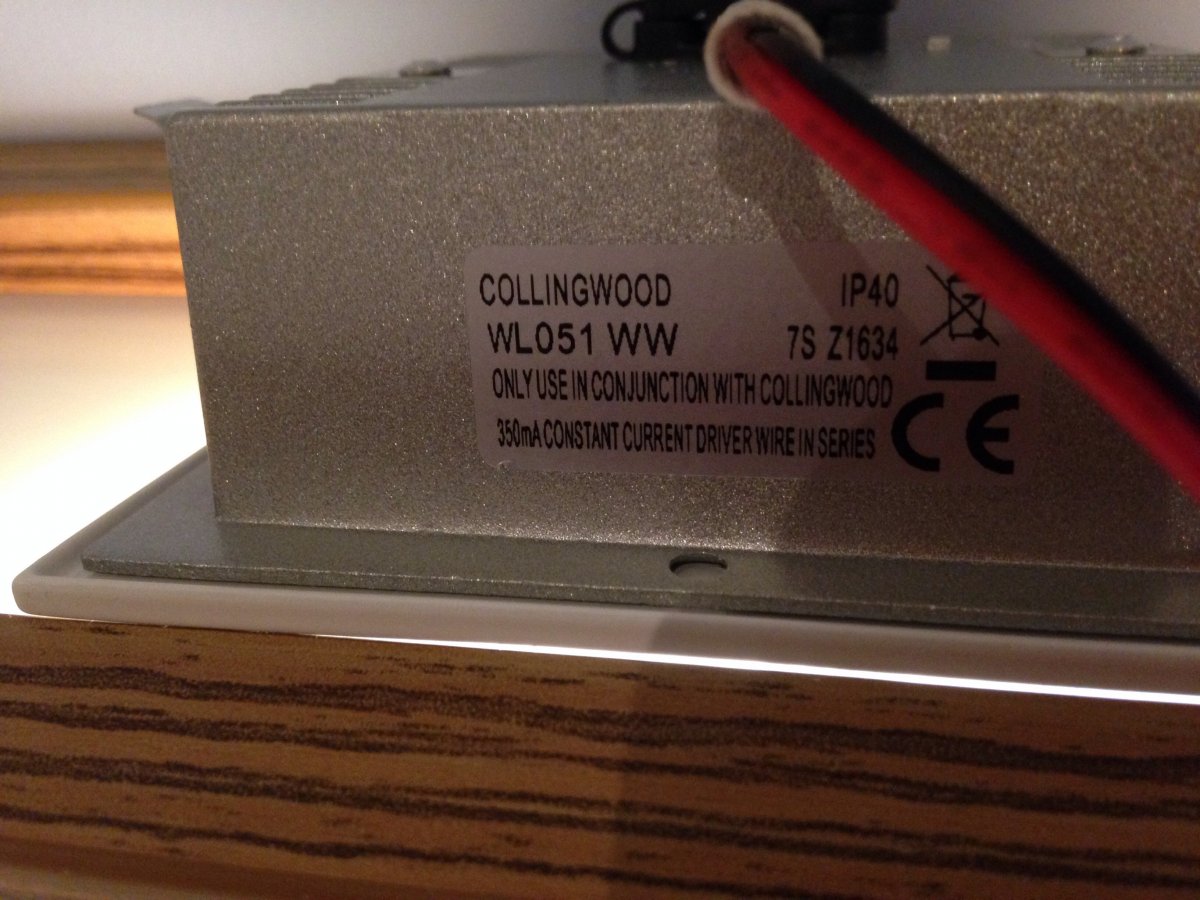 COLLINGWOOD IP40
WL051 WW 7S Z1634
ONLY USE IN CONJUNCTION WITH COLLINGWOOD
350mA CONSTANT CURRENT DRIVER WIRE IN SERIES
CE